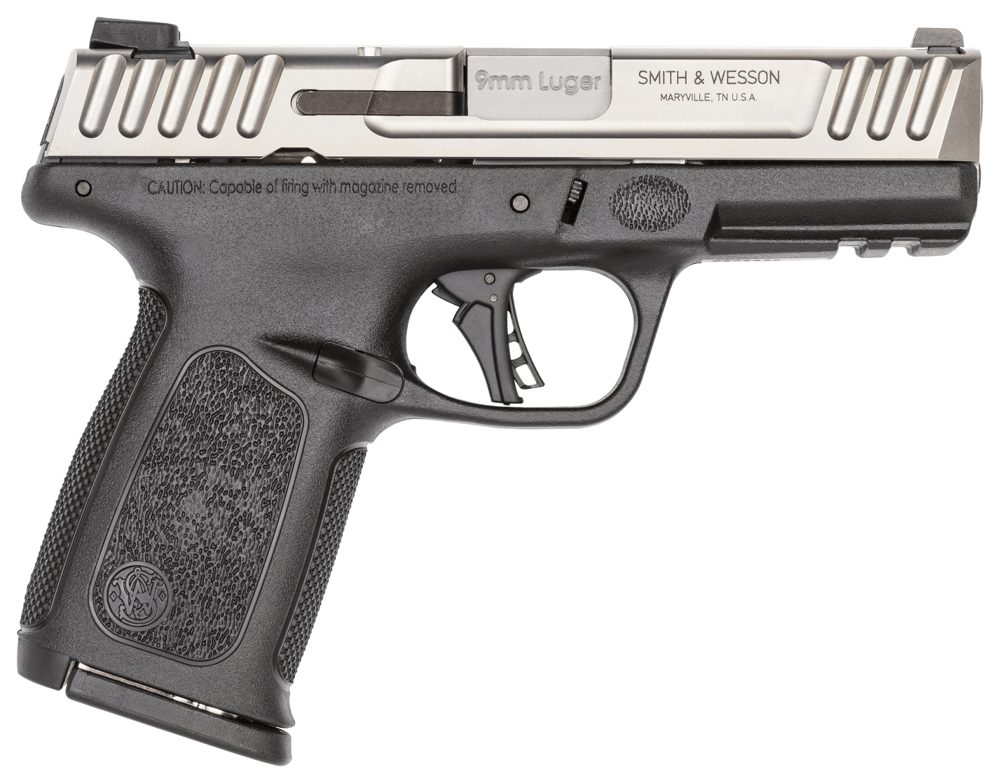 9mm Luger
SMITH & WESSON
MARYVILLE, TN U.S.A.
CAUTION: Capable of firing with magazine removed